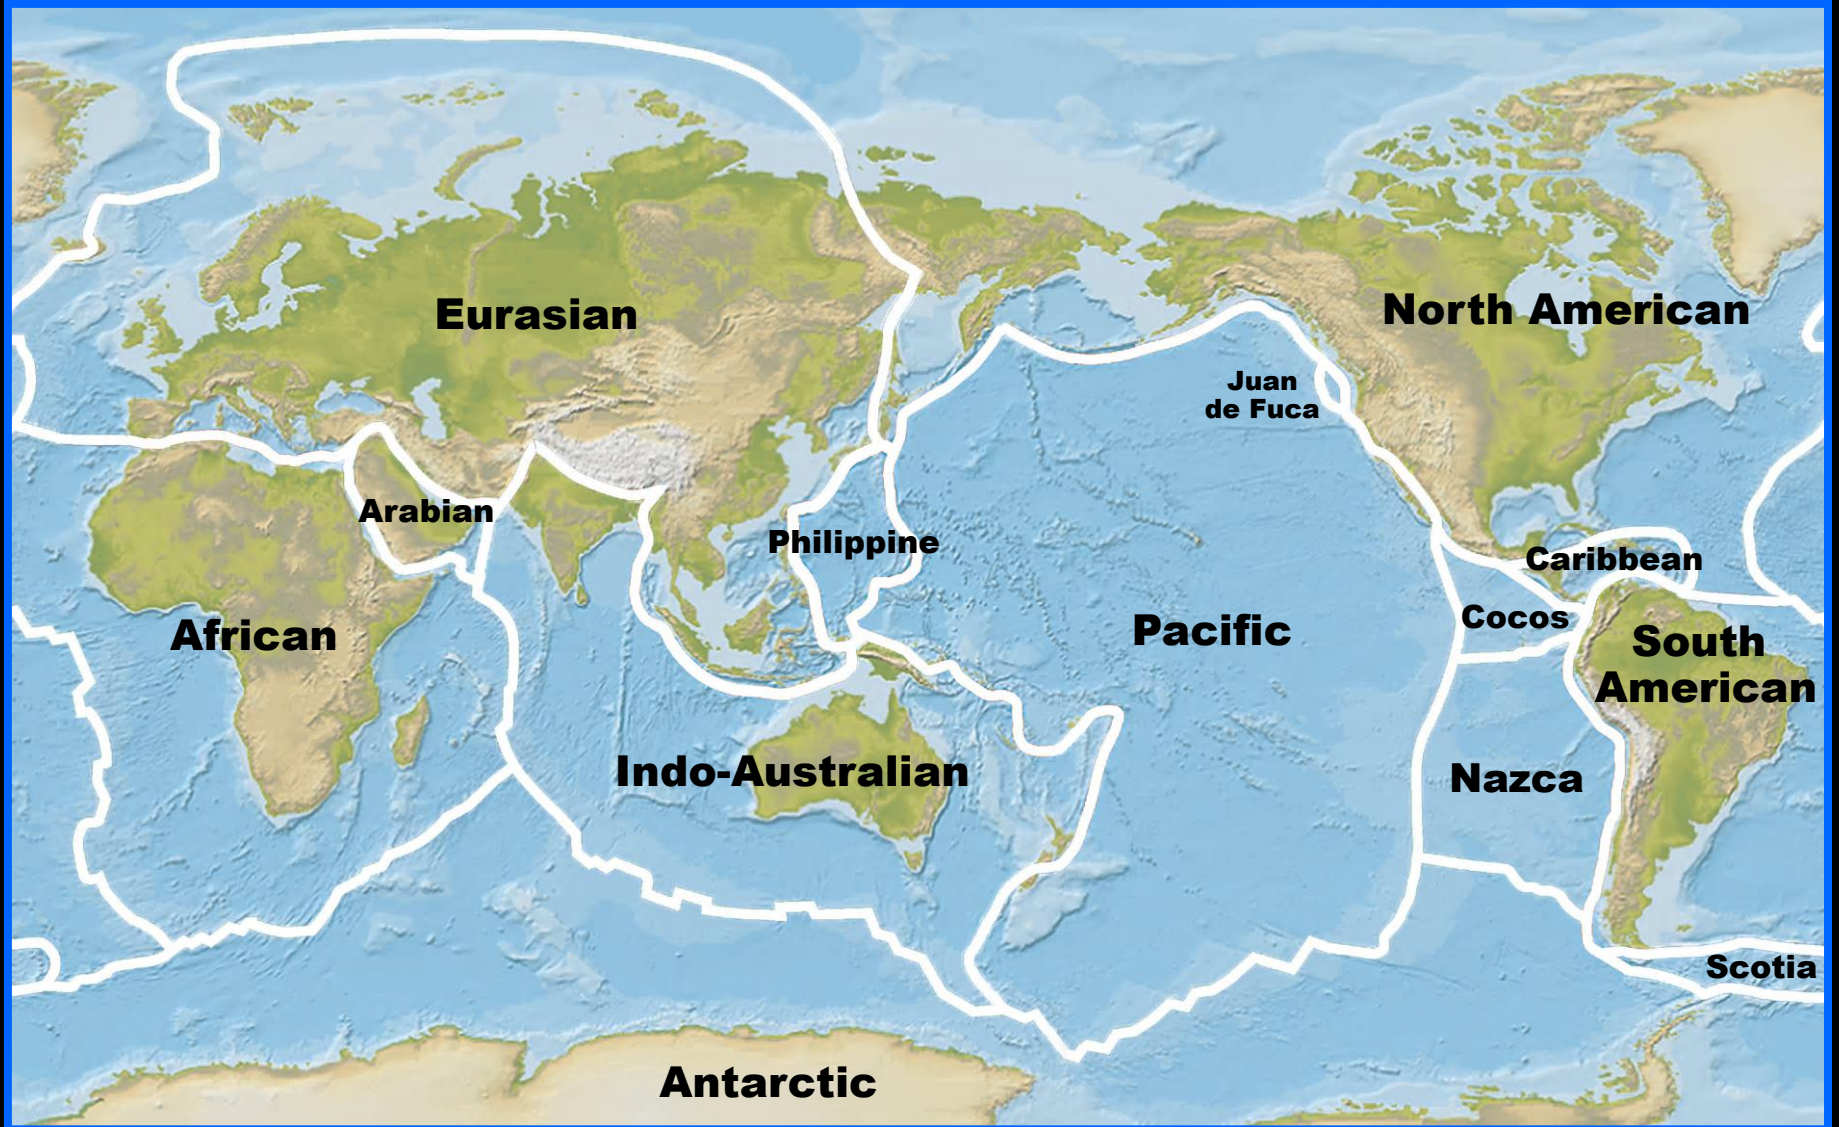 Eurasian
North American
Juan
de Fuca
Arabian
Philippine
Caribbean
Cocos
African
Pacific
South
American
Indo-Australian
Nazca
Scotia
Antarctic